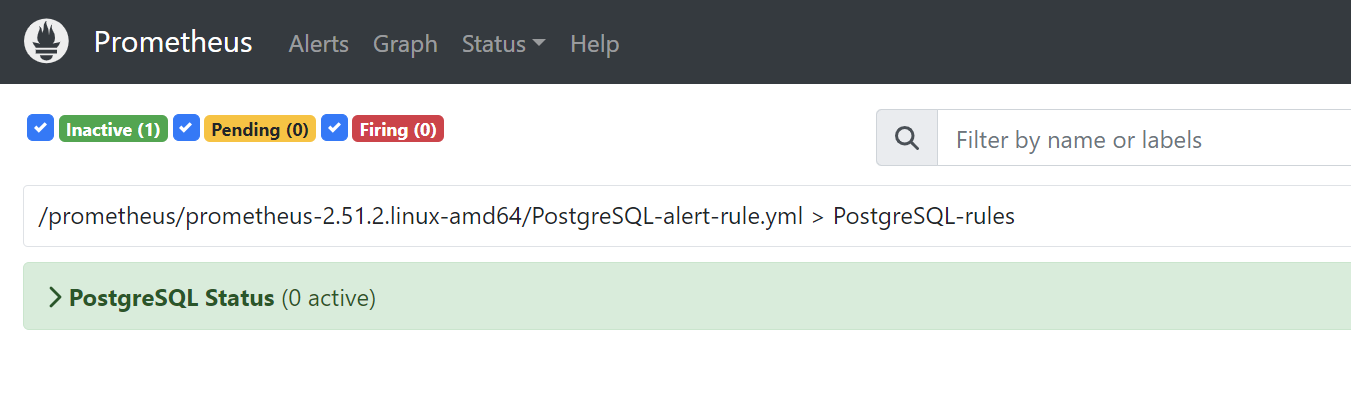 Prometheus Alerts Graph Status Help
Inactive (1) Pending (0) Firing (0) Filter by name or labels
/prometheus/prometheus-2.51.2.linux-amd64/PostgreSQL-alert-rule.yml > PostgreSQL-rules
PostgreSQL Status (0 active)